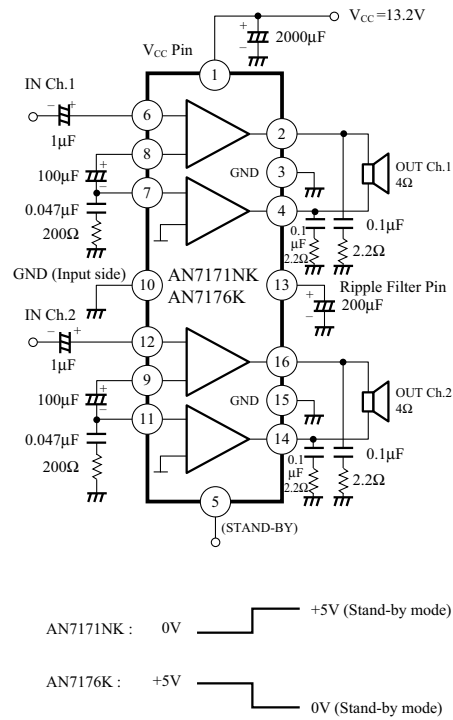 V_CC =13.2V
2000μF
+
−
V_CC Pin
1
IN Ch.1
− +
1μF
6
2
8
3
GND
OUT Ch.1
4Ω
100μF
+
−
7
4
0.047μF
200Ω
0.1
μF
2.2Ω
0.1μF
2.2Ω
GND (Input side)
10
AN7171NK
AN7176K
13
Ripple Filter Pin
200μF
+
−
IN Ch.2
− +
1μF
12
16
9
15
GND
OUT Ch.2
4Ω
100μF
+
−
11
14
0.047μF
200Ω
0.1
μF
2.2Ω
0.1μF
2.2Ω
5
(STAND-BY)
AN7171NK : 0V +5V (Stand-by mode)
AN7176K : +5V 0V (Stand-by mode)